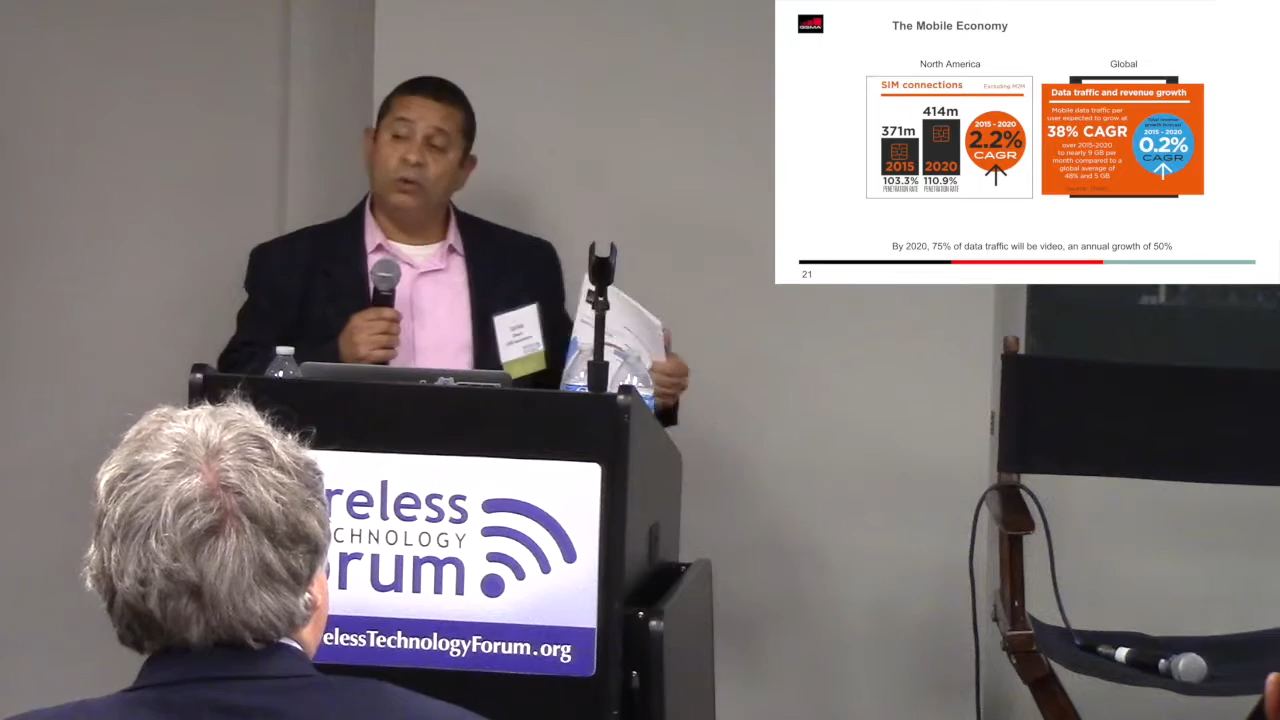 GSMA
The Mobile Economy
North America
Global
SIM connections
Excluding M2M
371m
414m
2015
2020
103.3%
110.9%
PENETRATION RATE
PENETRATION RATE
2015 - 2020
2.2%
CAGR
Data traffic and revenue growth
Mobile data traffic per
user expected to grow at
38% CAGR
over 2015-2020
to nearly 9 GB per
month compared to a
global average of
48% and 5 GB
2015 - 2020
0.2%
CAGR
By 2020, 75% of data traffic will be video, an annual growth of 50%
21
reless
CHNOLOGY
rum
elessTechnologyForum.org